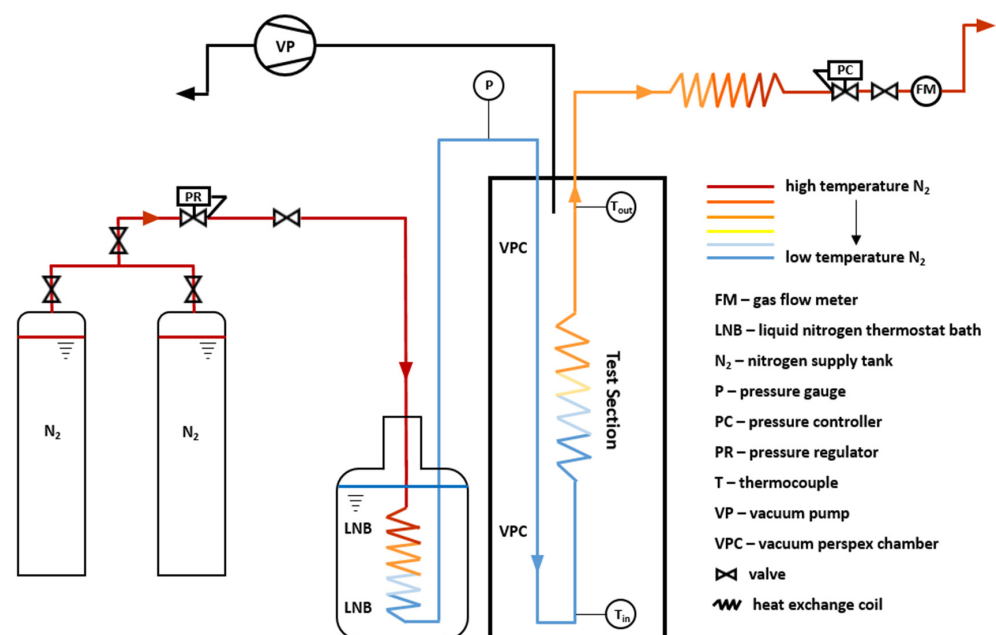 VP
P
PC
FM
PR
T_out
high temperature N₂
VPC
low temperature N₂
FM – gas flow meter
LNB – liquid nitrogen thermostat bath
N₂ – nitrogen supply tank
P – pressure gauge
PC – pressure controller
PR – pressure regulator
T – thermocouple
VP – vacuum pump
VPC – vacuum perspex chamber
valve
heat exchange coil
Test Section
N₂
N₂
LNB
VPC
LNB
T_in